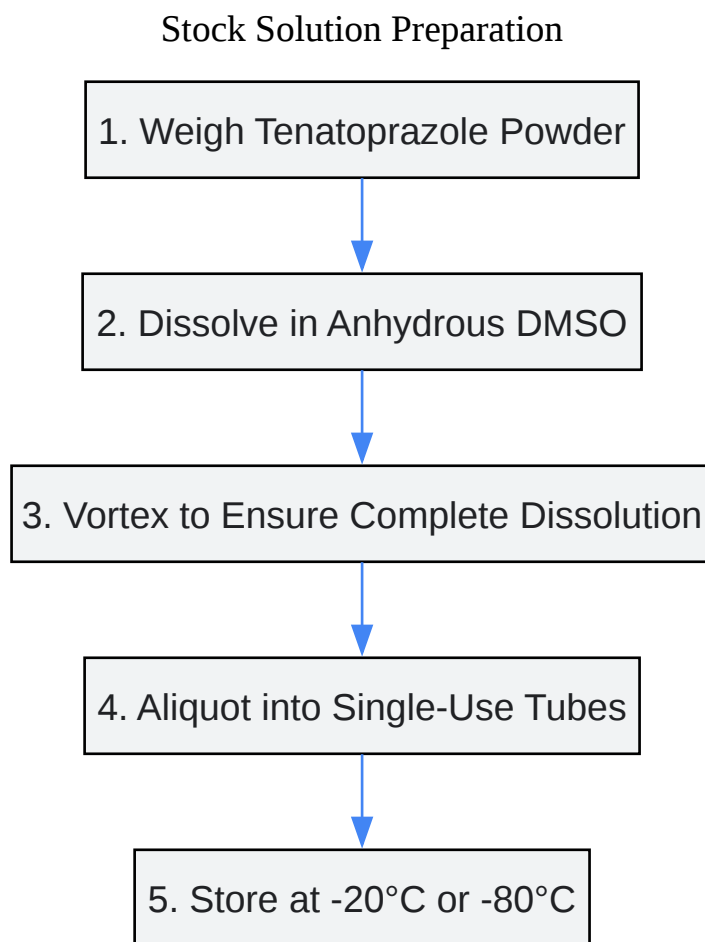 Stock Solution Preparation
1. Weigh Tenatoprazole Powder
2. Dissolve in Anhydrous DMSO
3. Vortex to Ensure Complete Dissolution
4. Aliquot into Single-Use Tubes
5. Store at -20°C or -80°C